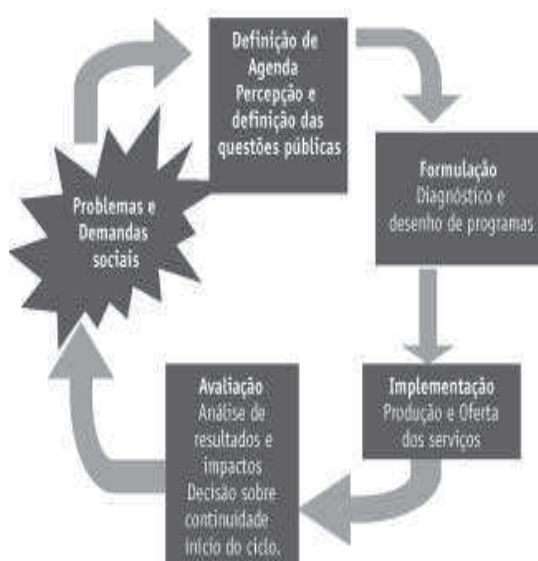 Definição de
Agenda
Percepção e
definição das
questões públicas
Formulação
Diagnóstico e
desenho de programas
Problemas e
Demandas
sociais
Implementação
Produção e Oferta
dos serviços
Avaliação
Análise de
resultados e
impactos
Decisão sobre
continuidade
início do ciclo.